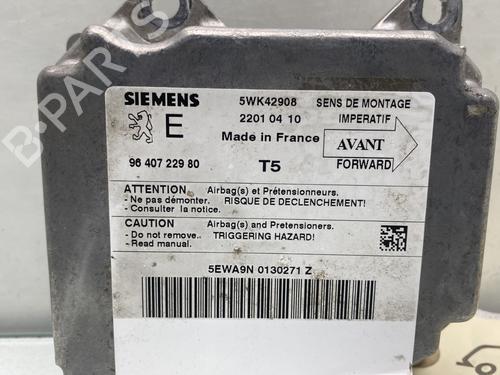 B-PARTS
SIEMENS 5WK42908 SENS DE MONTAGE
E 2201 04 10 IMPERATIF
Made in France AVANT
96 407 229 80 T5 FORWARD
ATTENTION Airbag(s) et Prétensionneurs.
- Ne pas démonter. RISQUE DE DECLENCHEMENT!
- Consulter la notice.
CAUTION Airbag(s) and Pretensioners.
- Do not remove. TRIGGERING HAZARD!
- Read manual.
5EWA9N 0130271 Z